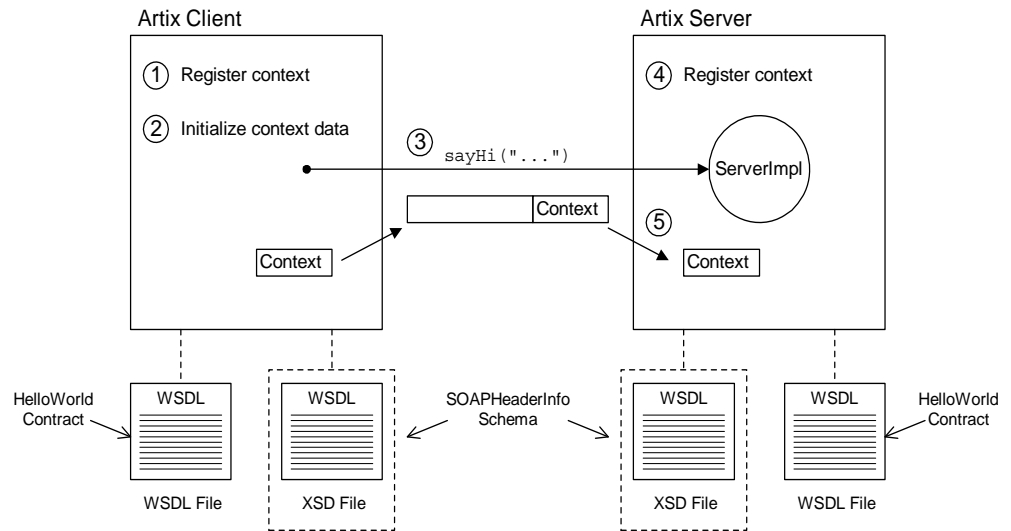 Artix Client
Artix Server
1 Register context
4 Register context
2 Initialize context data
3
sayHi("...")
ServerImpl
Context
5
Context
Context
WSDL
WSDL
WSDL
WSDL
HelloWorld
Contract
SOAPHeaderInfo
Schema
HelloWorld
Contract
WSDL File
XSD File
XSD File
WSDL File